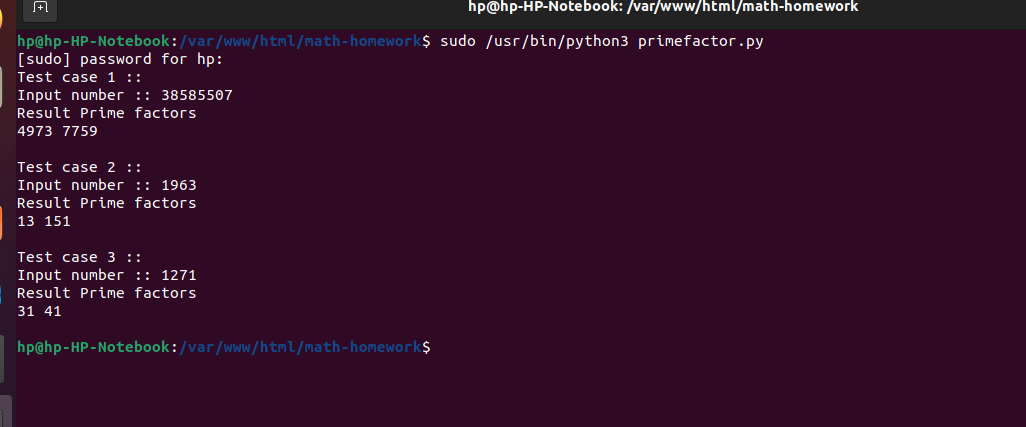 hp@hp-HP-Notebook: /var/www/html/math-homework
hp@hp-HP-Notebook:/var/www/html/math-homework$ sudo /usr/bin/python3 primefactor.py
[sudo] password for hp:
Test case 1 ::
Input number :: 38585507
Result Prime factors
4973 7759
Test case 2 ::
Input number :: 1963
Result Prime factors
13 151
Test case 3 ::
Input number :: 1271
Result Prime factors
31 41
hp@hp-HP-Notebook:/var/www/html/math-homework$